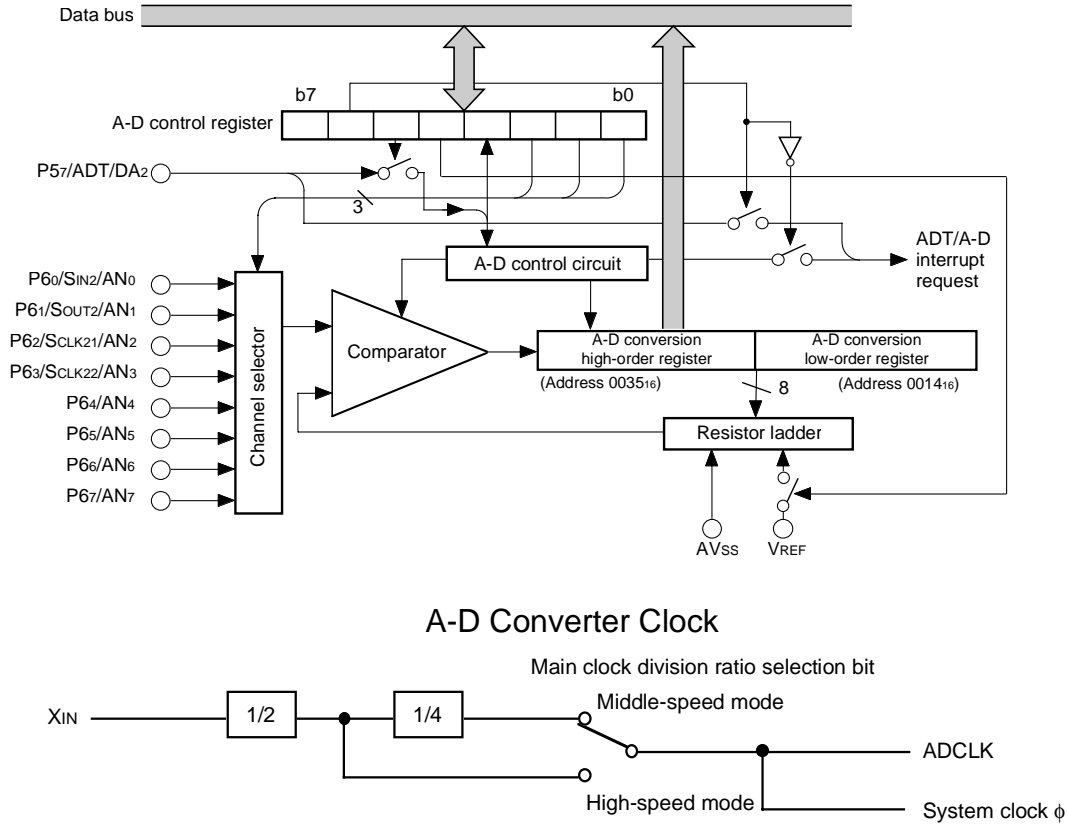 Data bus
b7
b0
A-D control register
P57/ADT/DA2
3
A-D control circuit
ADT/A-D
interrupt
request
P60/SIN2/AN0
P61/SOUT2/AN1
P62/SCLK21/AN2
P63/SCLK22/AN3
P64/AN4
P65/AN5
P66/AN6
P67/AN7
Channel selector
Comparator
A-D conversion
high-order register
A-D conversion
low-order register
(Address 003516)
8
(Address 001416)
Resistor ladder
AVSS
VREF
A-D Converter Clock
Main clock division ratio selection bit
Middle-speed mode
XIN
1/2
1/4
ADCLK
High-speed mode
System clock ϕ